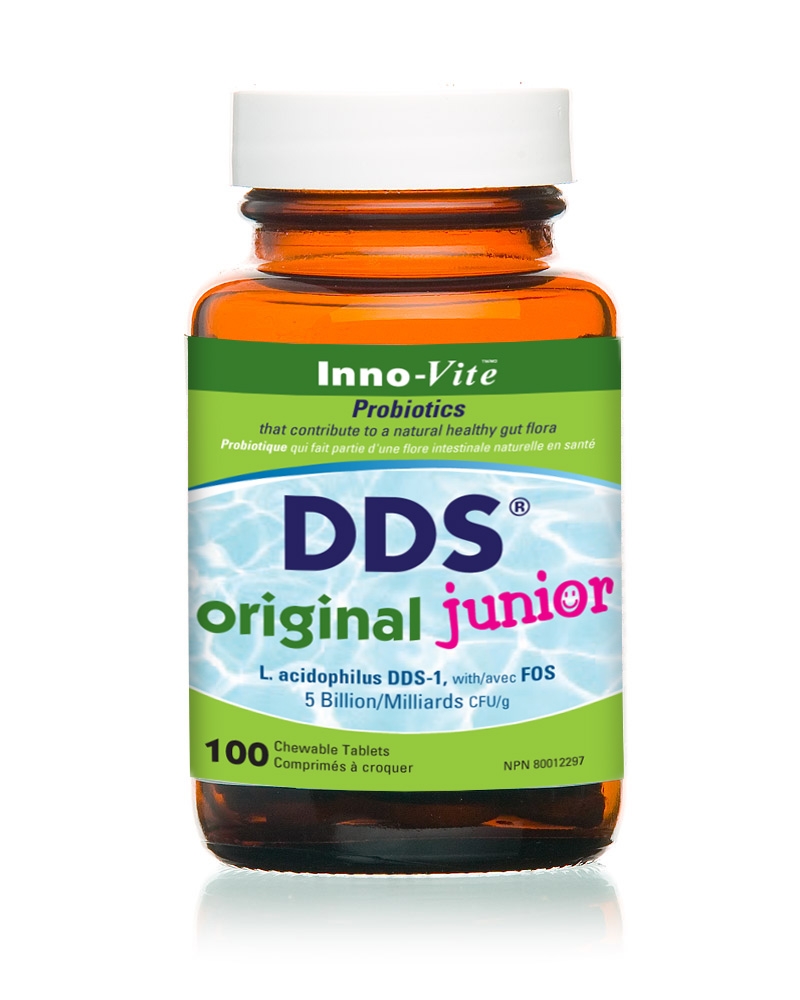 Inno-Vite
Probiotics
that contribute to a natural healthy gut flora
Probiotique qui fait partie d'une flore intestinale naturelle en santé
DDS®
original junior
L. acidophilus DDS-1, with/avec FOS
5 Billion/Milliards CFU/g
100 Chewable Tablets
Comprimés à croquer
NPN 80012297